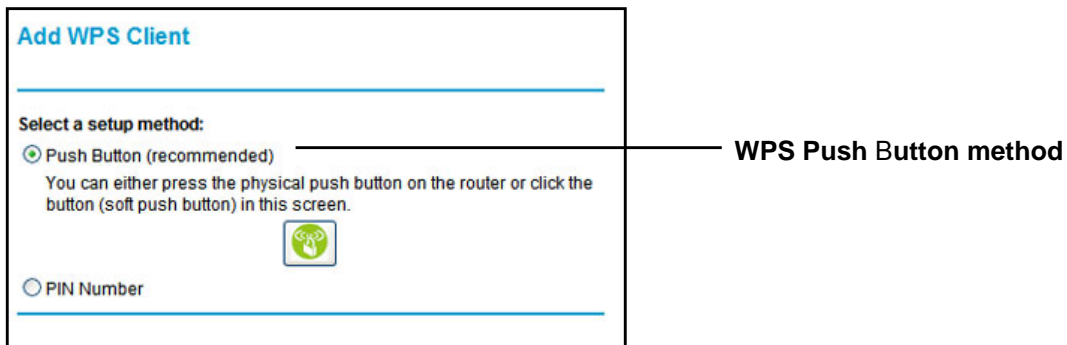 Add WPS Client
Select a setup method:
Push Button (recommended)
You can either press the physical push button on the router or click the
button (soft push button) in this screen.
PIN Number
WPS Push Button method